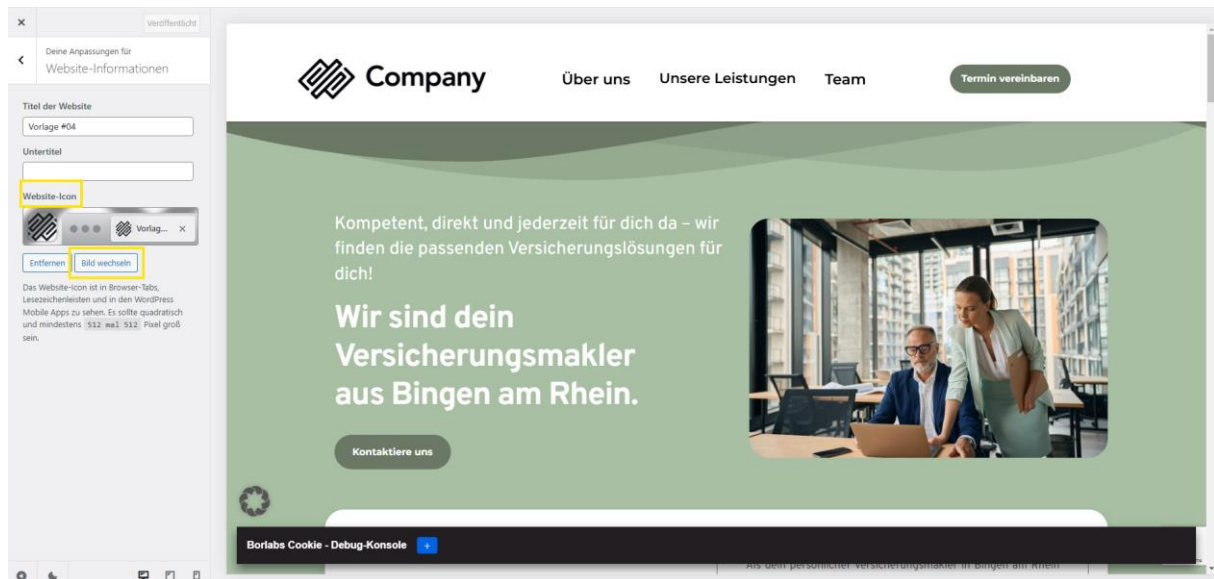 Veröffentlicht
Deine Anpassungen für
Website-Informationen
Titel der Website
Vorlage #04
Untertitel
Website-Icon
Vorlag...
Entfernen
Bild wechseln
Das Website-Icon ist in Browser-Tabs,
Lesezeichenleisten und in den WordPress
Mobile Apps zu sehen. Es sollte quadratisch
und mindestens 512 mal 512 Pixel groß
sein.
Company
Über uns
Unsere Leistungen
Team
Termin vereinbaren
Kompetent, direkt und jederzeit für dich da – wir
finden die passenden Versicherungslösungen für
dich!
Wir sind dein
Versicherungsmakler
aus Bingen am Rhein.
Kontaktiere uns
Borlabs Cookie - Debug-Konsole +
Als dein persönlicher Versicherungsmakler in Bingen am Rhein